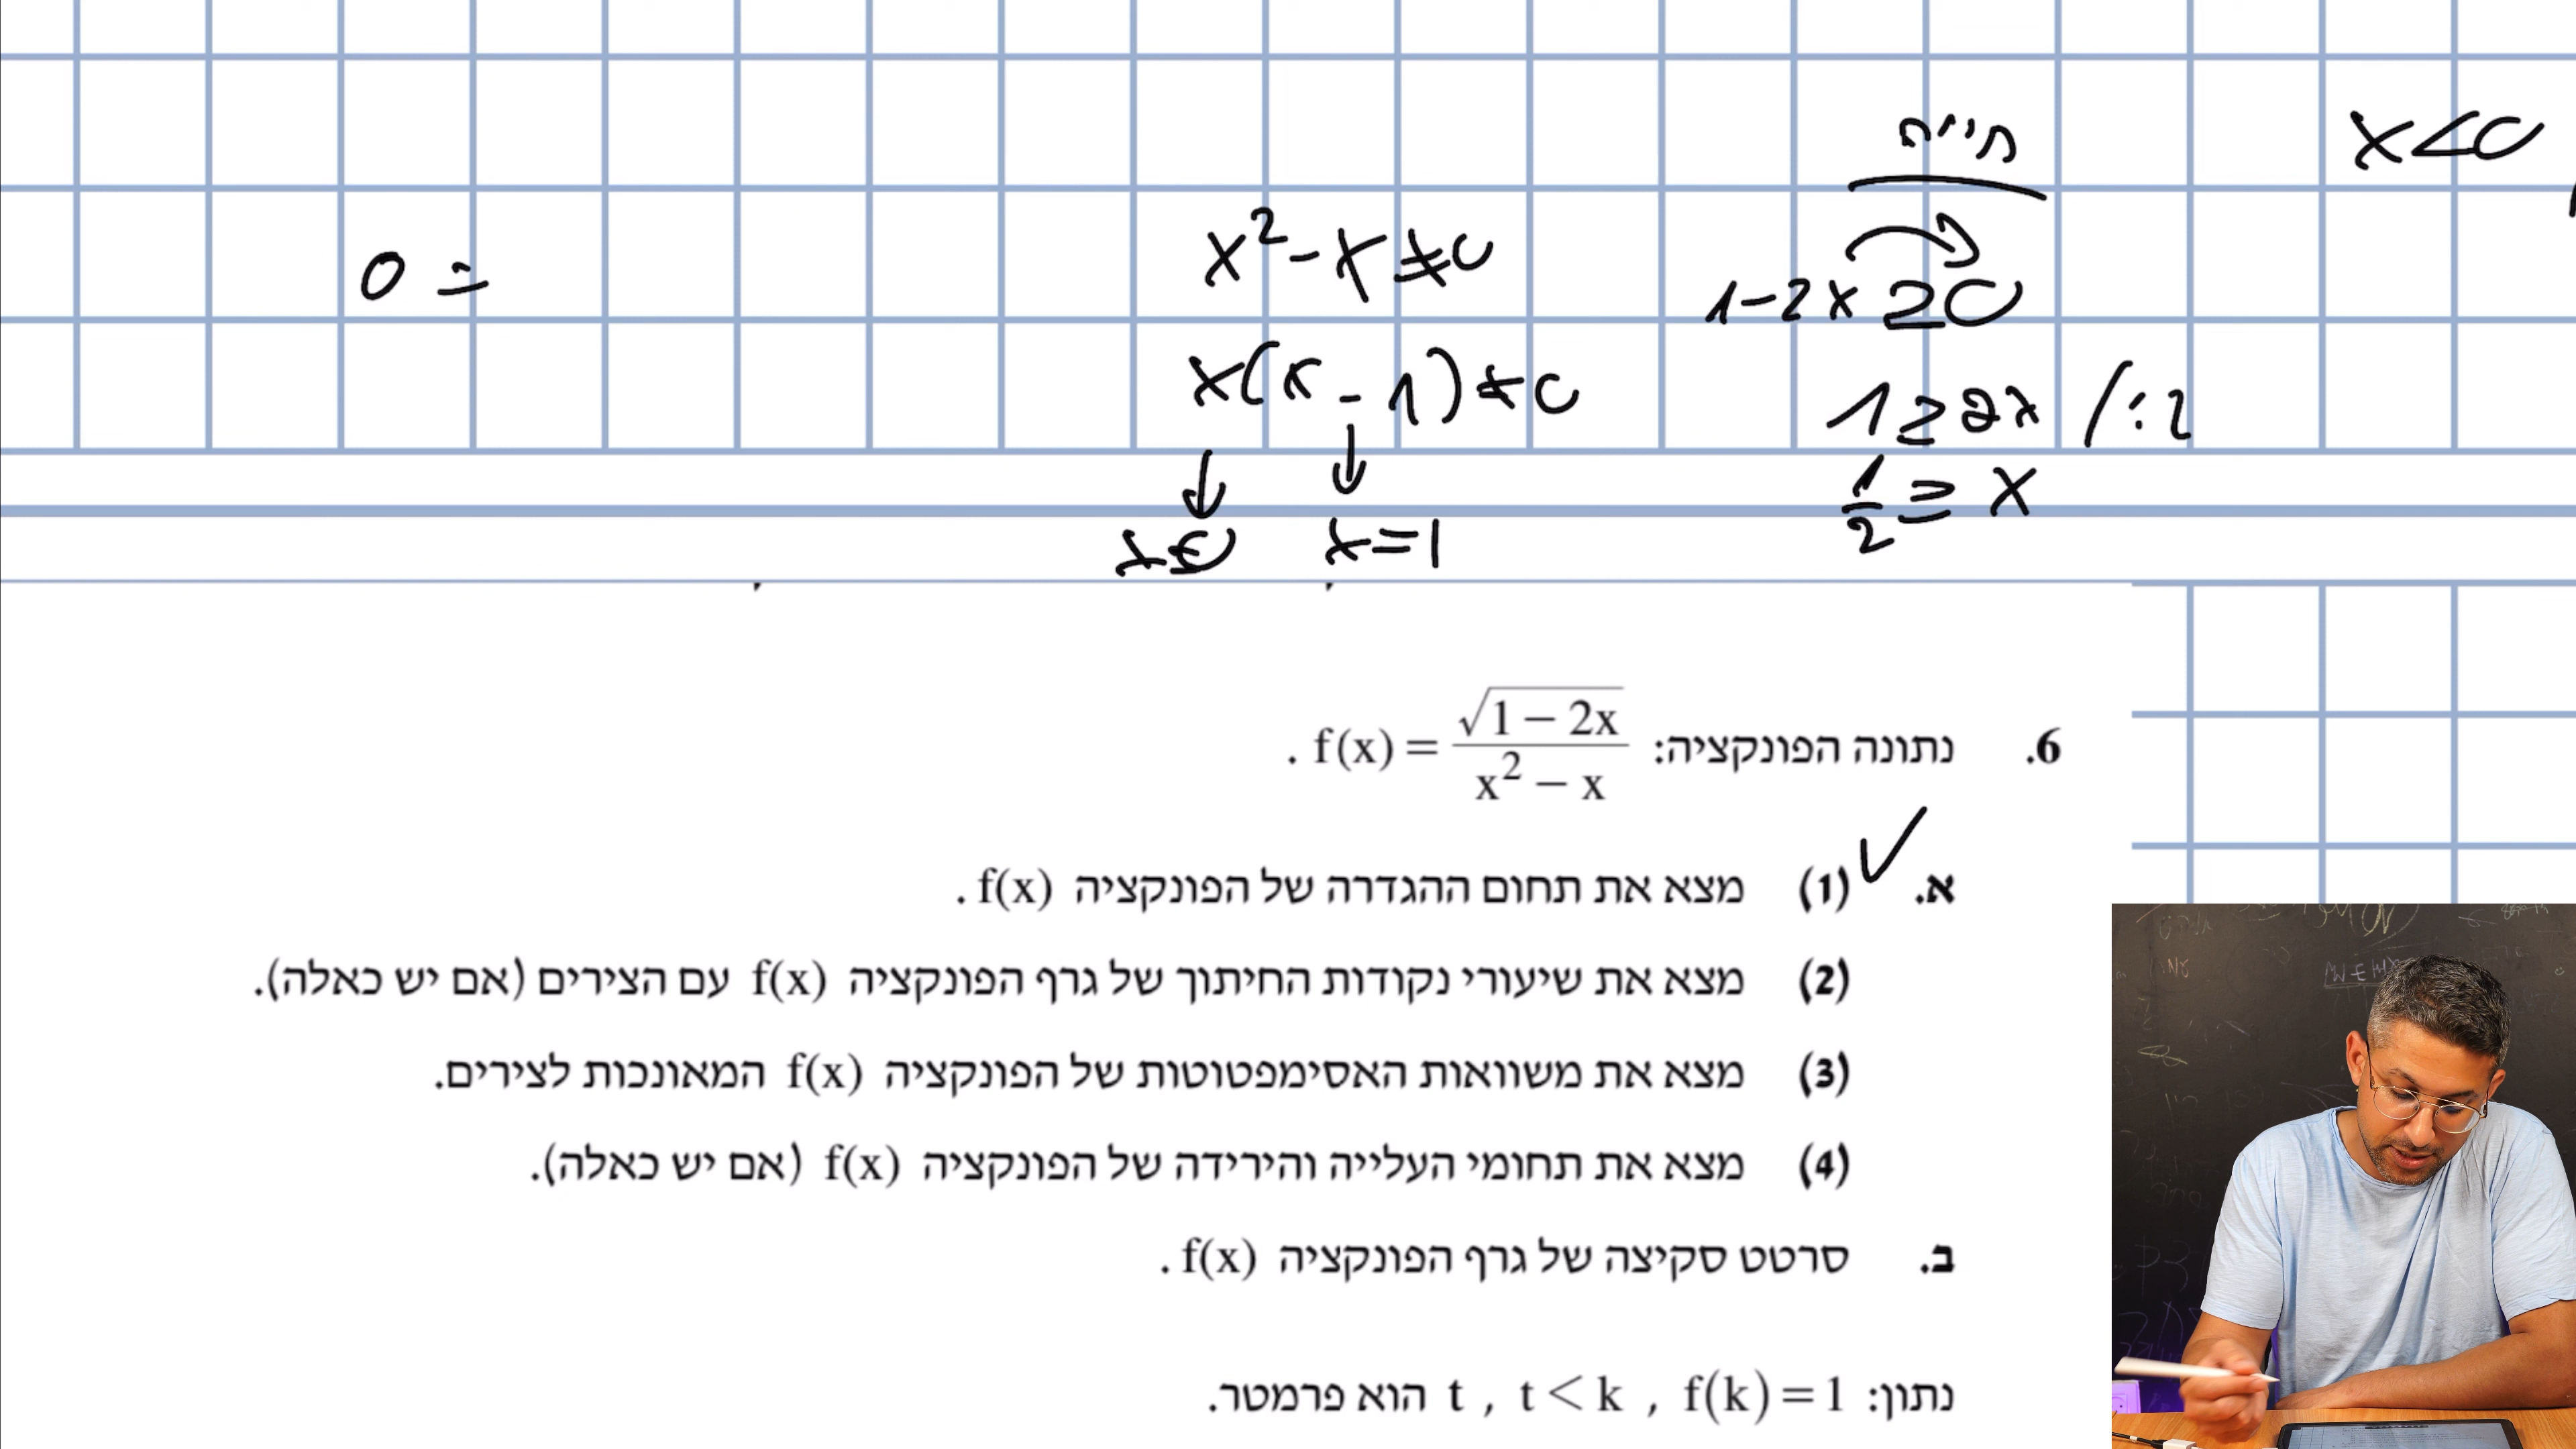 ת״ה
x<0
x²-x≠0
0 =
1-2x ≥0
x(x-1)≠0
1≥2x /:2
½ ≥ x
x=0
x=1
6. נתונה הפונקציה: f(x) = √(1 − 2x) / (x² − x) .
א. ✓ (1) מצא את תחום ההגדרה של הפונקציה f(x) .
(2) מצא את שיעורי נקודות החיתוך של גרף הפונקציה f(x) עם הצירים (אם יש כאלה).
(3) מצא את משוואות האסימפטוטות של הפונקציה f(x) המאונכות לצירים.
(4) מצא את תחומי העלייה והירידה של הפונקציה f(x) (אם יש כאלה).
ב. סרטט סקיצה של גרף הפונקציה f(x) .
נתון: f(k) = 1 , t < k , t הוא פרמטר.